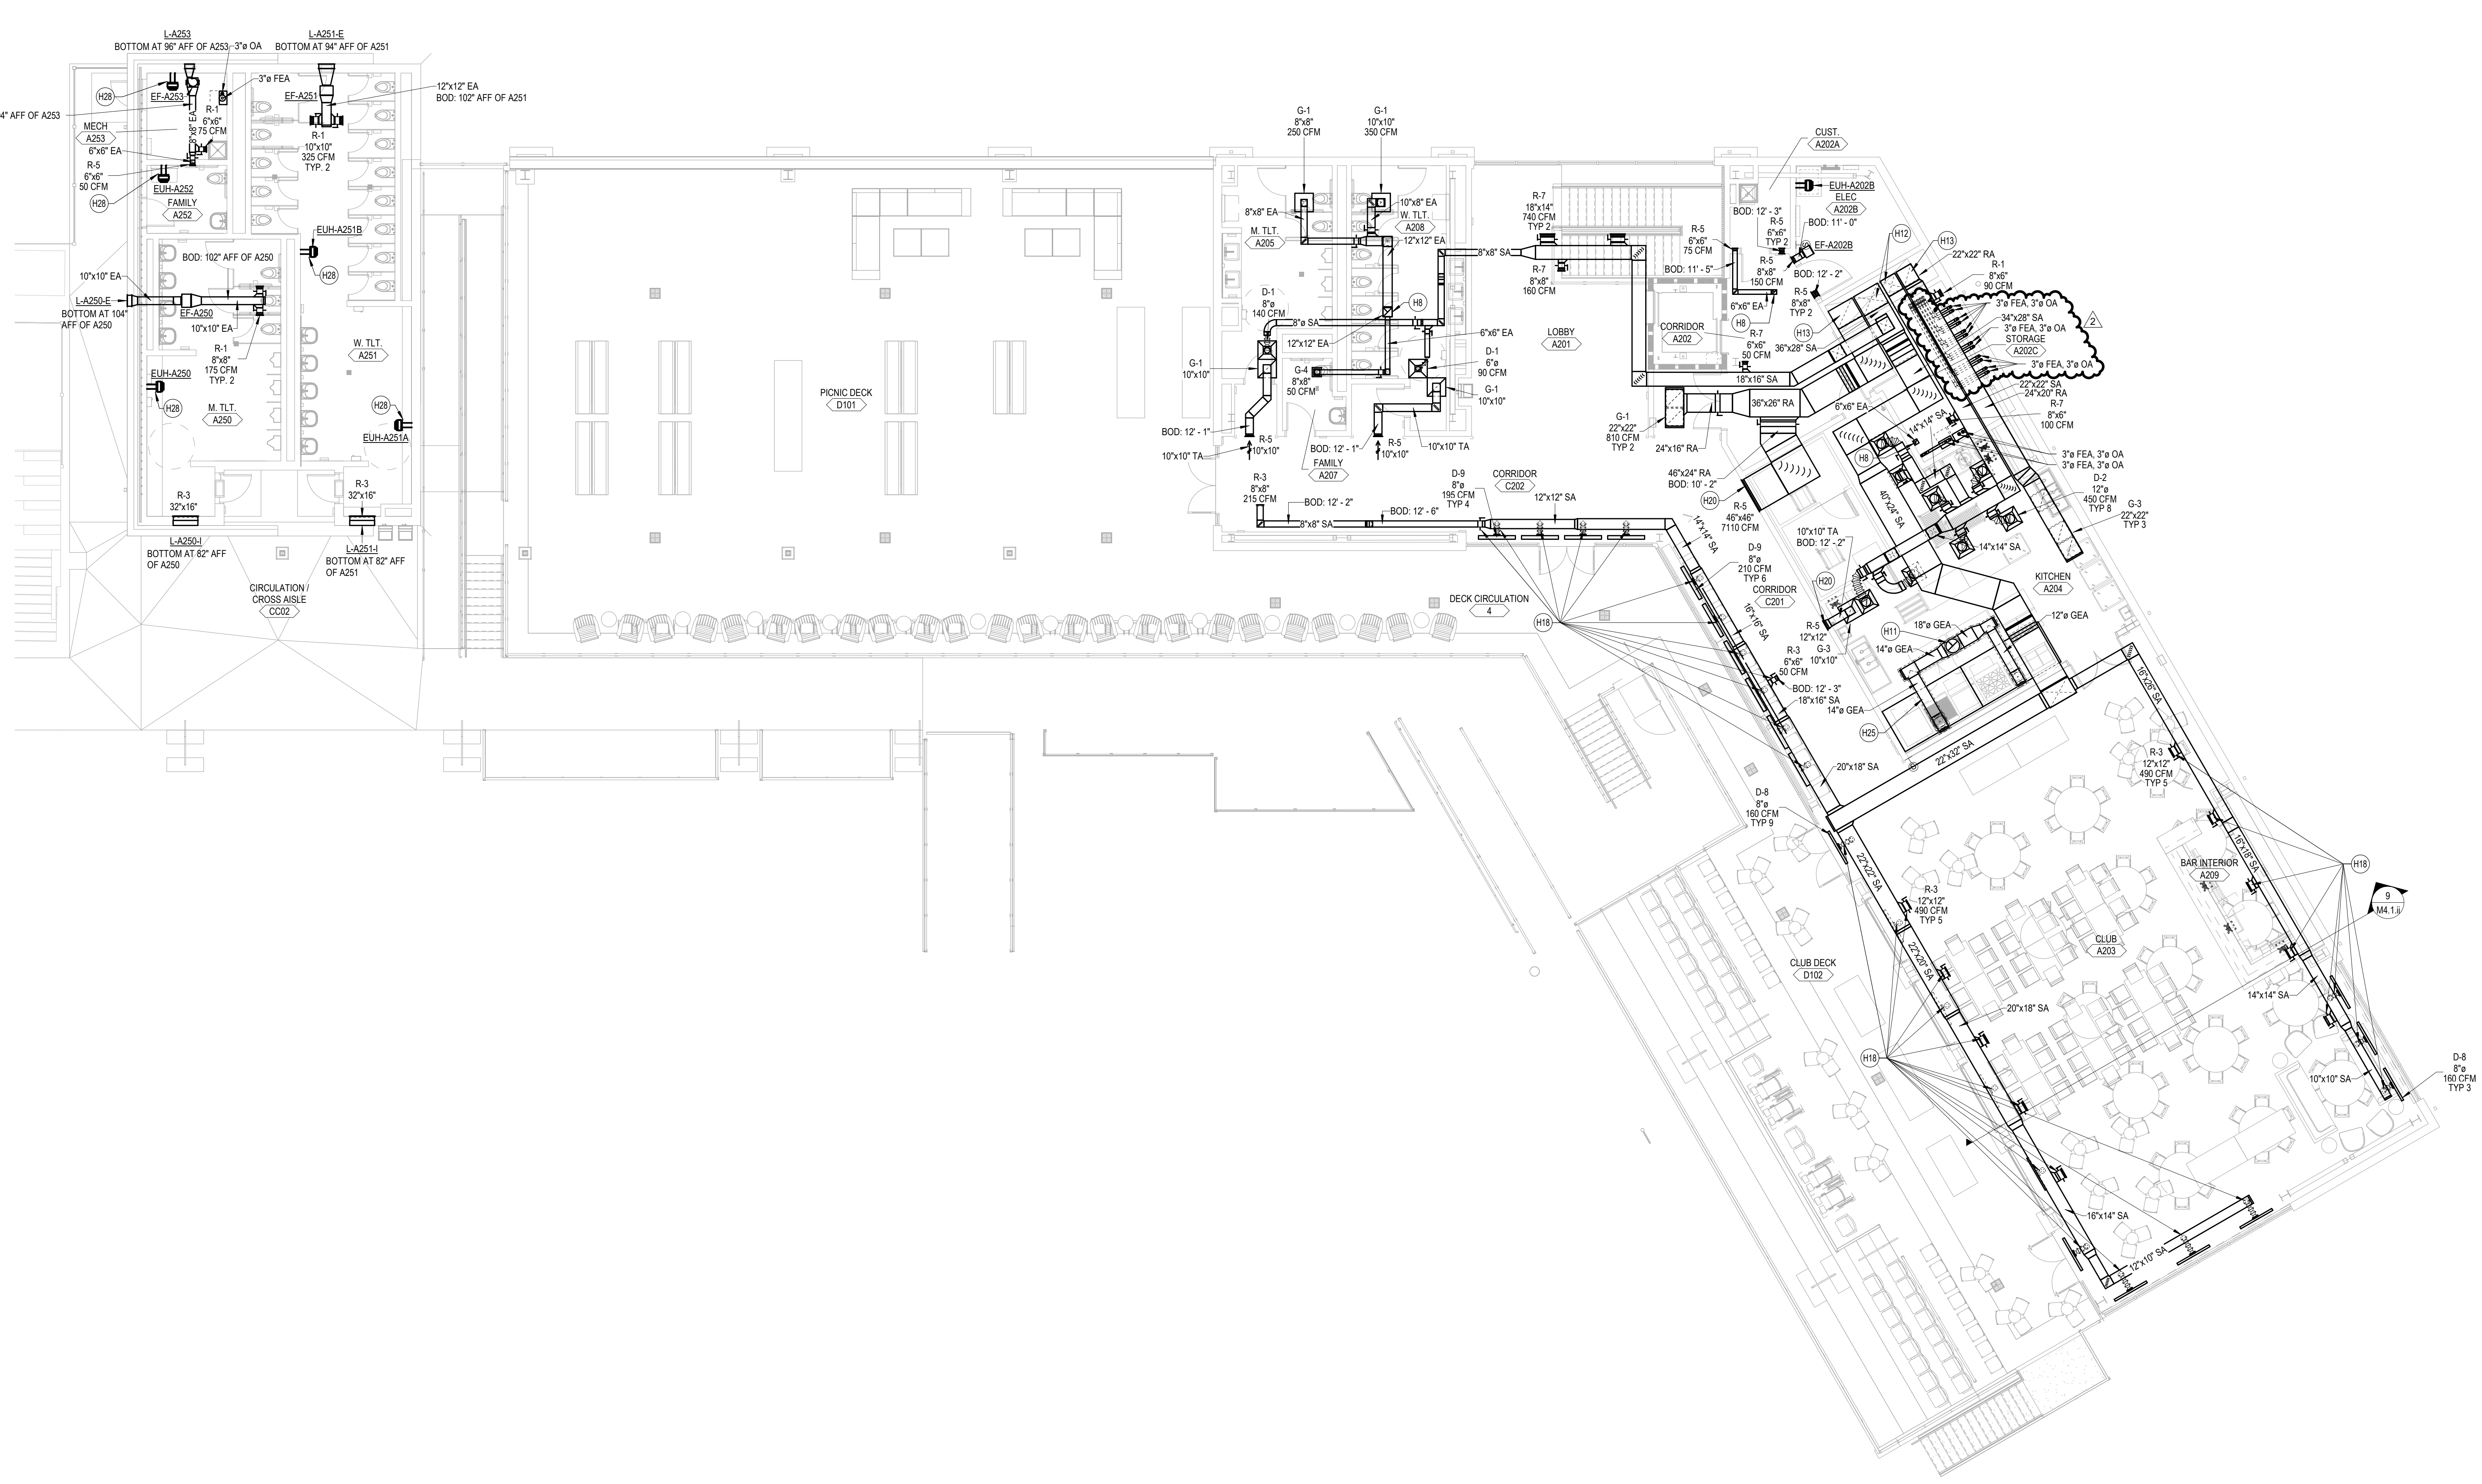 L-A253
BOTTOM AT 96" AFF OF A253
3"ø OA
L-A251-E
BOTTOM AT 94" AFF OF A251
3"ø FEA
H28
EF-A253
EF-A251
12"x12" EA
BOD: 102" AFF OF A251
4" AFF OF A253
R-1
6"x6"
75 CFM
8"x8" EA
MECH
A253
6"x6" EA
R-5
6"x6"
50 CFM
R-1
10"x10"
325 CFM
TYP. 2
EUH-A252
H28
FAMILY
A252
EUH-A251B
H28
BOD: 102" AFF OF A250
10"x10" EA
L-A250-E
BOTTOM AT 104"
AFF OF A250
EF-A250
10"x10" EA
R-1
8"x8"
175 CFM
TYP. 2
W. TLT.
A251
EUH-A250
H28
M. TLT.
A250
H28
EUH-A251A
R-3
32"x16"
R-3
32"x16"
L-A250-I
BOTTOM AT 82" AFF
OF A250
L-A251-I
BOTTOM AT 82" AFF
OF A251
CIRCULATION /
CROSS AISLE
CC02
PICNIC DECK
D101
G-1
8"x8"
250 CFM
G-1
10"x10"
350 CFM
8"x8" EA
10"x8" EA
M. TLT.
A205
W. TLT.
A208
12"x12" EA
8"x8" SA
D-1
8"ø
140 CFM
H8
8"ø SA
12"x12" EA
6"x6" EA
D-1
6"ø
90 CFM
G-1
10"x10"
G-4
8"x8"
50 CFM
G-1
10"x10"
BOD: 12' - 1"
R-5
10"x10"
10"x10" TA
BOD: 12' - 1"
R-5
10"x10"
10"x10" TA
FAMILY
A207
R-7
18"x14"
740 CFM
TYP 2
R-7
8"x8"
160 CFM
LOBBY
A201
CUST.
A202A
EUH-A202B
ELEC
A202B
BOD: 12' - 3"
BOD: 11' - 0"
R-5
6"x6"
75 CFM
R-5
6"x6"
TYP 2
EF-A202B
BOD: 11' - 5"
R-5
8"x8"
150 CFM
BOD: 12' - 2"
R-5
8"x8"
TYP 2
6"x6" EA
H8
CORRIDOR
A202
R-7
6"x6"
50 CFM
H12
H13
22"x22" RA
R-1
8"x6"
90 CFM
H13
36"x28" SA
3"ø FEA, 3"ø OA
34"x28" SA
3"ø FEA, 3"ø OA
STORAGE
A202C
3"ø FEA, 3"ø OA
2
18"x16" SA
22"x22" SA
24"x20" RA
R-7
8"x6"
100 CFM
36"x26" RA
G-1
22"x22"
810 CFM
TYP 2
24"x16" RA
6"x6" EA
14"x14" SA
H8
3"ø FEA, 3"ø OA
3"ø FEA, 3"ø OA
D-2
12"ø
450 CFM
TYP 8
G-3
22"x22"
TYP 3
46"x24" RA
BOD: 10' - 2"
H20
R-5
46"x46"
7110 CFM
40"x24" SA
10"x10" TA
BOD: 12' - 2"
14"x14" SA
H20
KITCHEN
A204
R-3
8"x8"
215 CFM
BOD: 12' - 2"
BOD: 12' - 6"
8"x8" SA
D-9
8"ø
195 CFM
TYP 4
CORRIDOR
C202
12"x12" SA
14"x14" SA
D-9
8"ø
210 CFM
TYP 6
CORRIDOR
C201
16"x16" SA
DECK CIRCULATION
4
H18
R-5
12"x12"
G-3
10"x10"
H11
18"ø GEA
12"ø GEA
14"ø GEA
R-3
6"x6"
50 CFM
BOD: 12' - 3"
18"x16" SA
14"ø GEA
H25
16"x26" SA
22"x32" SA
20"x18" SA
R-3
12"x12"
490 CFM
TYP 5
D-8
8"ø
160 CFM
TYP 9
22"x22" SA
16"x18" SA
H18
BAR INTERIOR
A209
R-3
12"x12"
490 CFM
TYP 5
9
M4.1.ii
22"x20" SA
CLUB
A203
CLUB DECK
D102
14"x14" SA
20"x18" SA
H18
10"x10" SA
D-8
8"ø
160 CFM
TYP 3
16"x14" SA
12"x10" SA